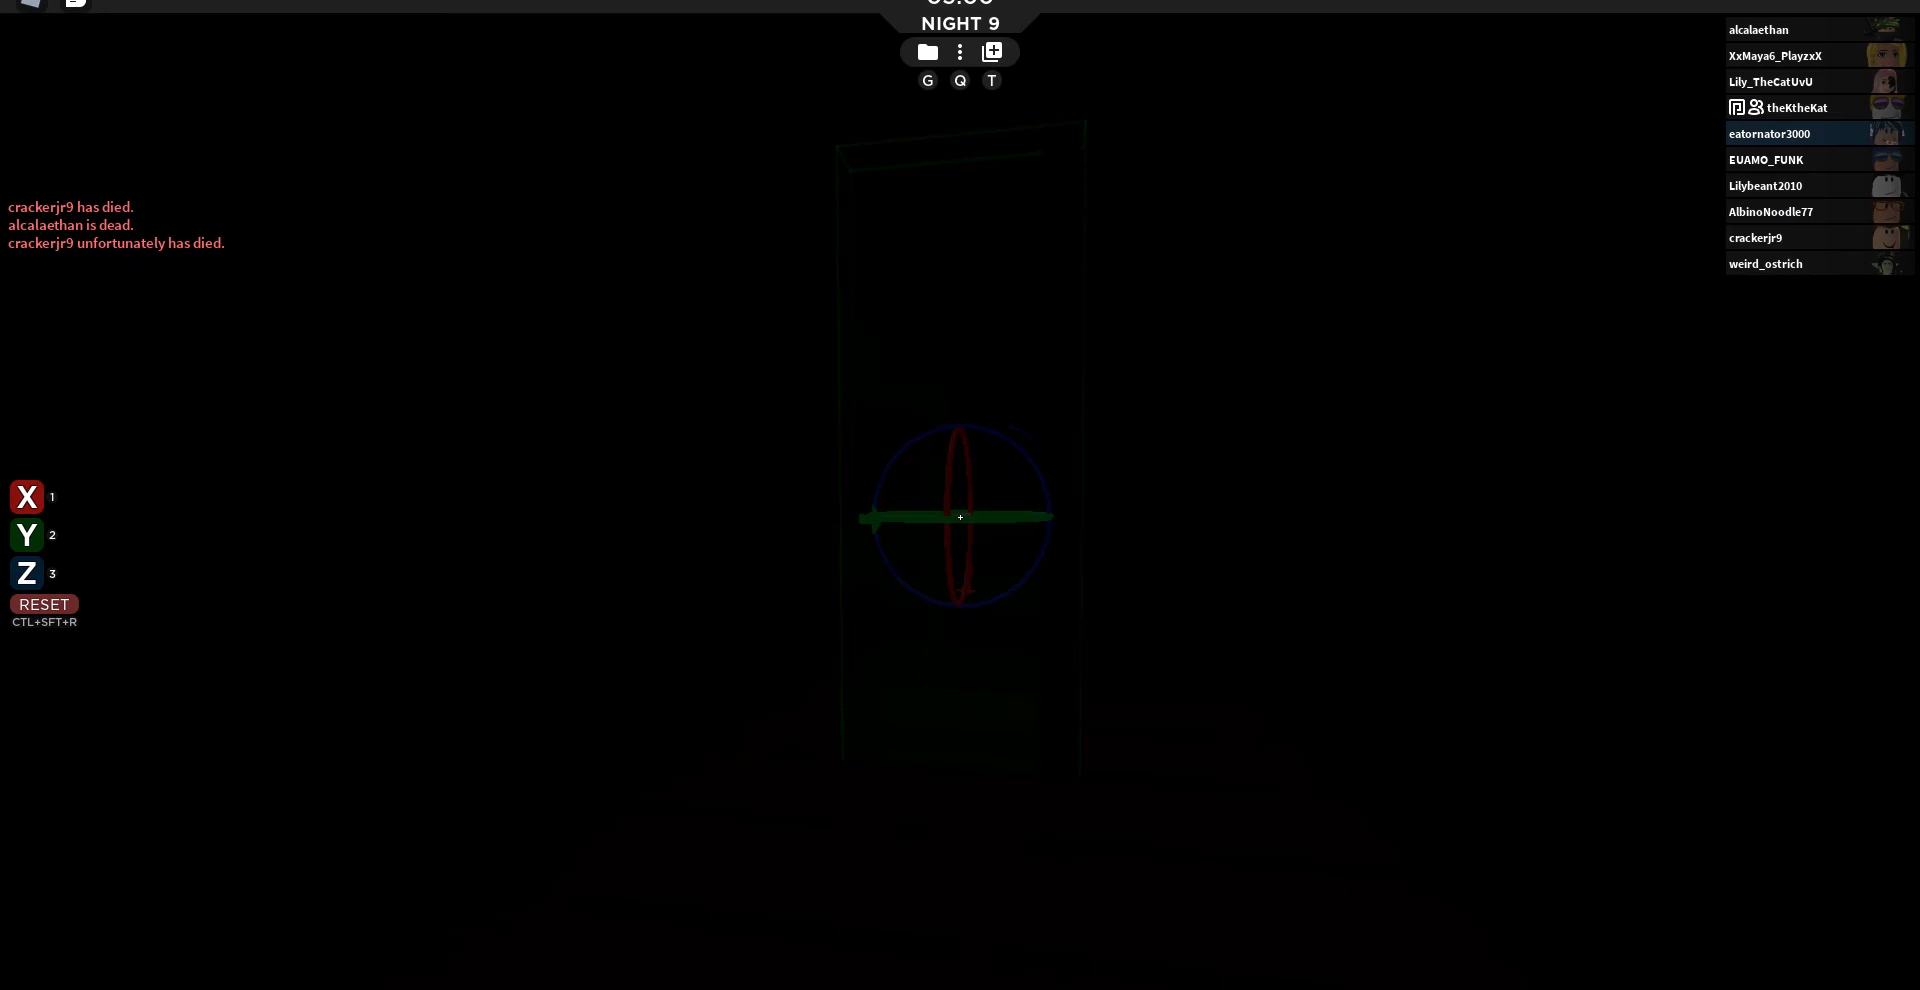 NIGHT 9
G Q T
alcalaethan
XxMaya6_PlayzxX
Lily_TheCatUvU
theKtheKat
eatornator3000
EUAMO_FUNK
Lilybeant2010
AlbinoNoodle77
crackerjr9
weird_ostrich
crackerjr9 has died.
alcalaethan is dead.
crackerjr9 unfortunately has died.
X 1
Y 2
Z 3
RESET
CTL+SFT+R